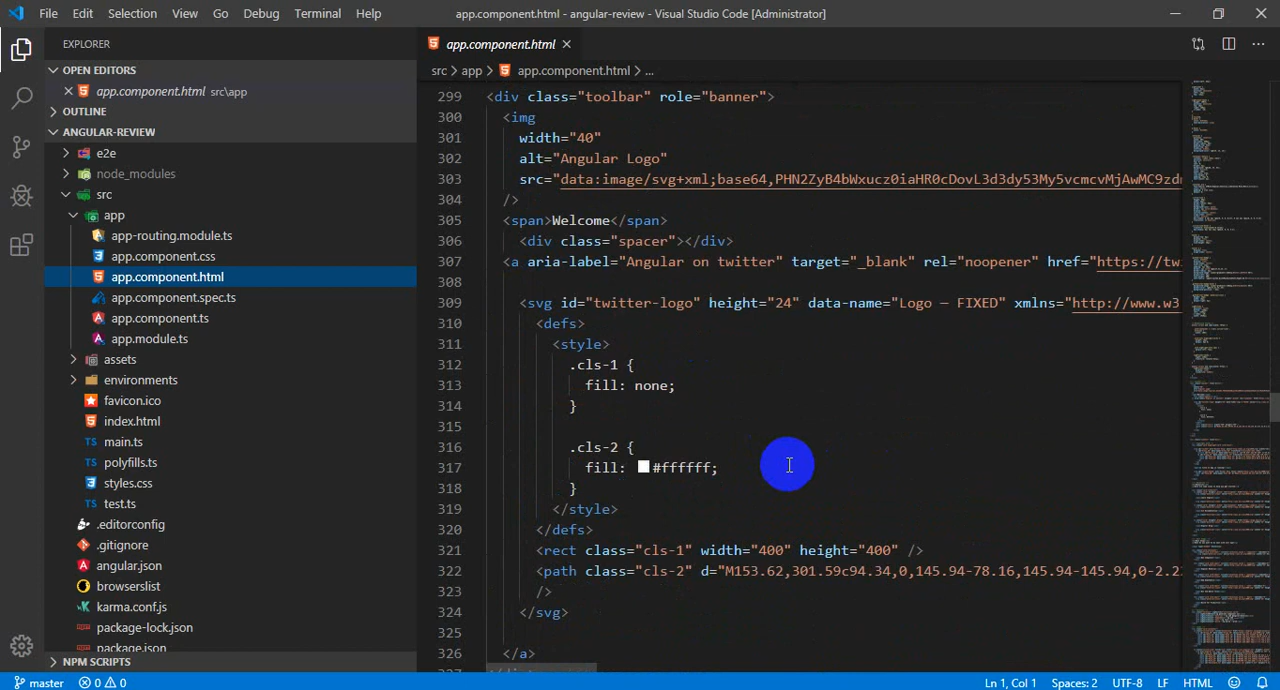 File Edit Selection View Go Debug Terminal Help app.component.html - angular-review - Visual Studio Code [Administrator]
EXPLORER
OPEN EDITORS
app.component.html src\app
OUTLINE
ANGULAR-REVIEW
e2e
node_modules
src
app
app-routing.module.ts
app.component.css
app.component.html
app.component.spec.ts
app.component.ts
app.module.ts
assets
environments
favicon.ico
index.html
main.ts
polyfills.ts
styles.css
test.ts
.editorconfig
.gitignore
angular.json
browserslist
karma.conf.js
package-lock.json
package.json
NPM SCRIPTS
app.component.html
src > app > app.component.html > ...
299 <div class="toolbar" role="banner">
300 <img
301 width="40"
302 alt="Angular Logo"
303 src="data:image/svg+xml;base64,PHN2ZyB4bWxucz0iaHR0cDovL3d3dy53My5vcmcvMjAwMC9zd
304 />
305 <span>Welcome</span>
306 <div class="spacer"></div>
307 <a aria-label="Angular on twitter" target="_blank" rel="noopener" href="https://tw
308
309 <svg id="twitter-logo" height="24" data-name="Logo — FIXED" xmlns="http://www.w3
310 <defs>
311 <style>
312 .cls-1 {
313 fill: none;
314 }
315
316 .cls-2 {
317 fill: #ffffff;
318 }
319 </style>
320 </defs>
321 <rect class="cls-1" width="400" height="400" />
322 <path class="cls-2" d="M153.62,301.59c94.34,0,145.94-78.16,145.94-145.94,0-2.2
323 />
324 </svg>
325
326 </a>
master 0 0 Ln 1, Col 1 Spaces: 2 UTF-8 LF HTML